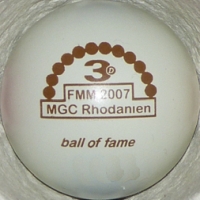 3D
FMM 2007
MGC Rhodanien
ball of fame